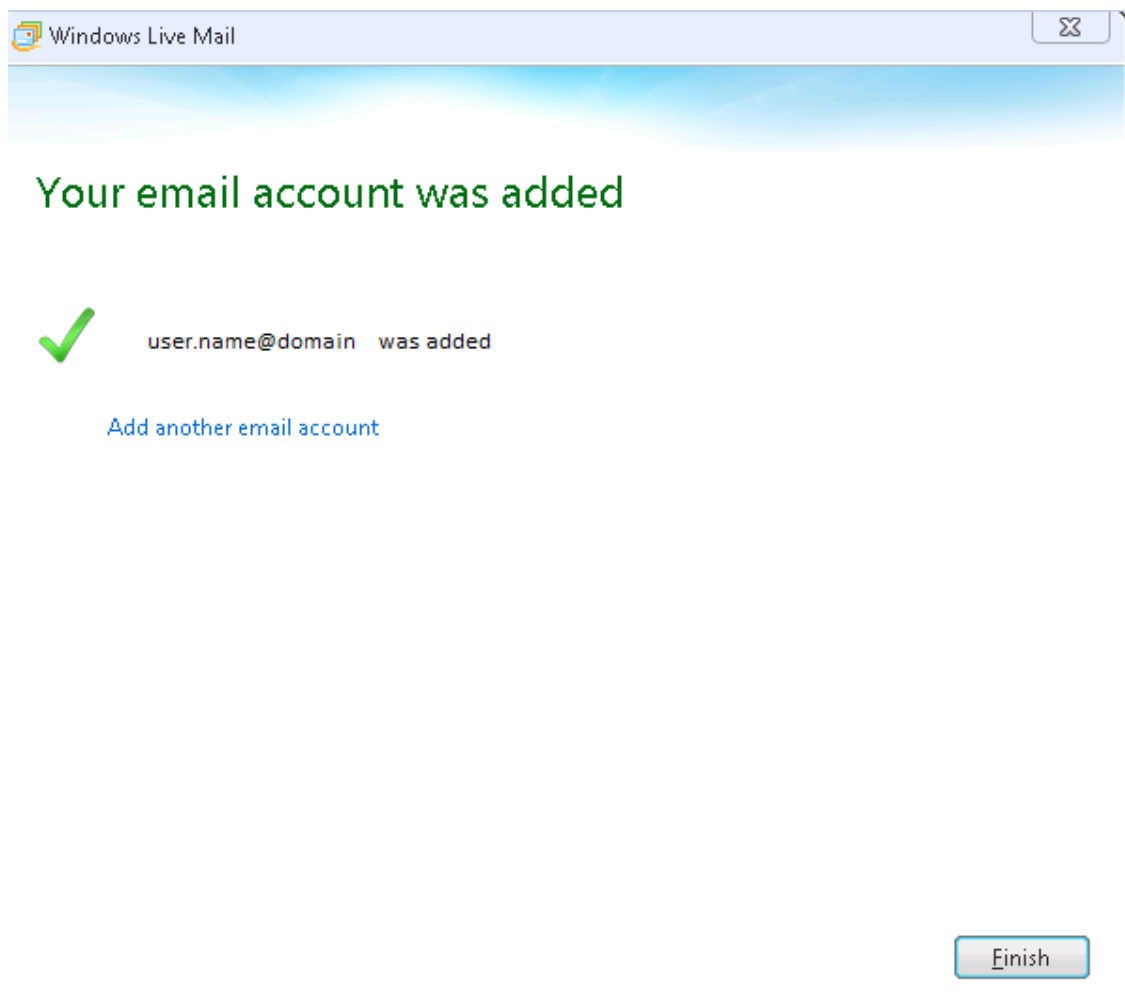 Windows Live Mail
Your email account was added
user.name@domain was added
Add another email account
Finish